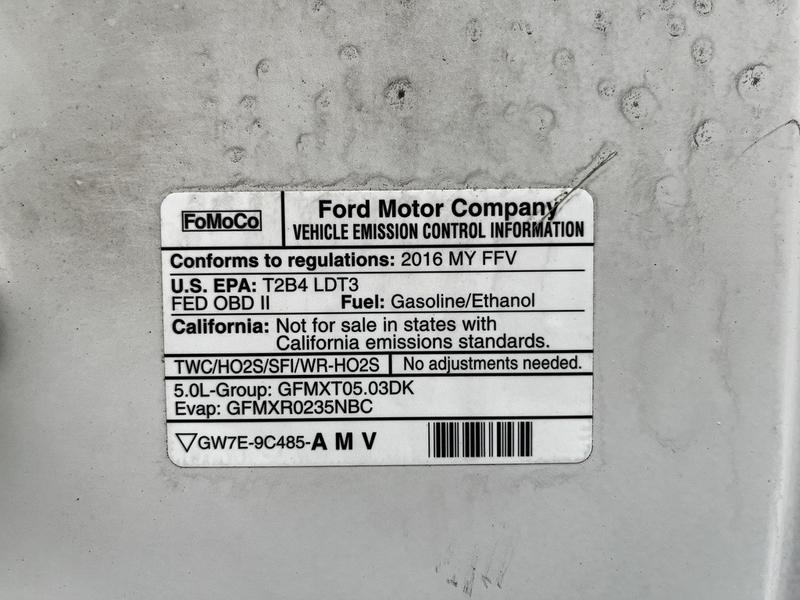 FoMoCo
Ford Motor Company
VEHICLE EMISSION CONTROL INFORMATION
Conforms to regulations: 2016 MY FFV
U.S. EPA: T2B4 LDT3
FED OBD II Fuel: Gasoline/Ethanol
California: Not for sale in states with
California emissions standards.
TWC/HO2S/SFI/WR-HO2S No adjustments needed.
5.0L-Group: GFMXT05.03DK
Evap: GFMXR0235NBC
▽GW7E-9C485-A M V